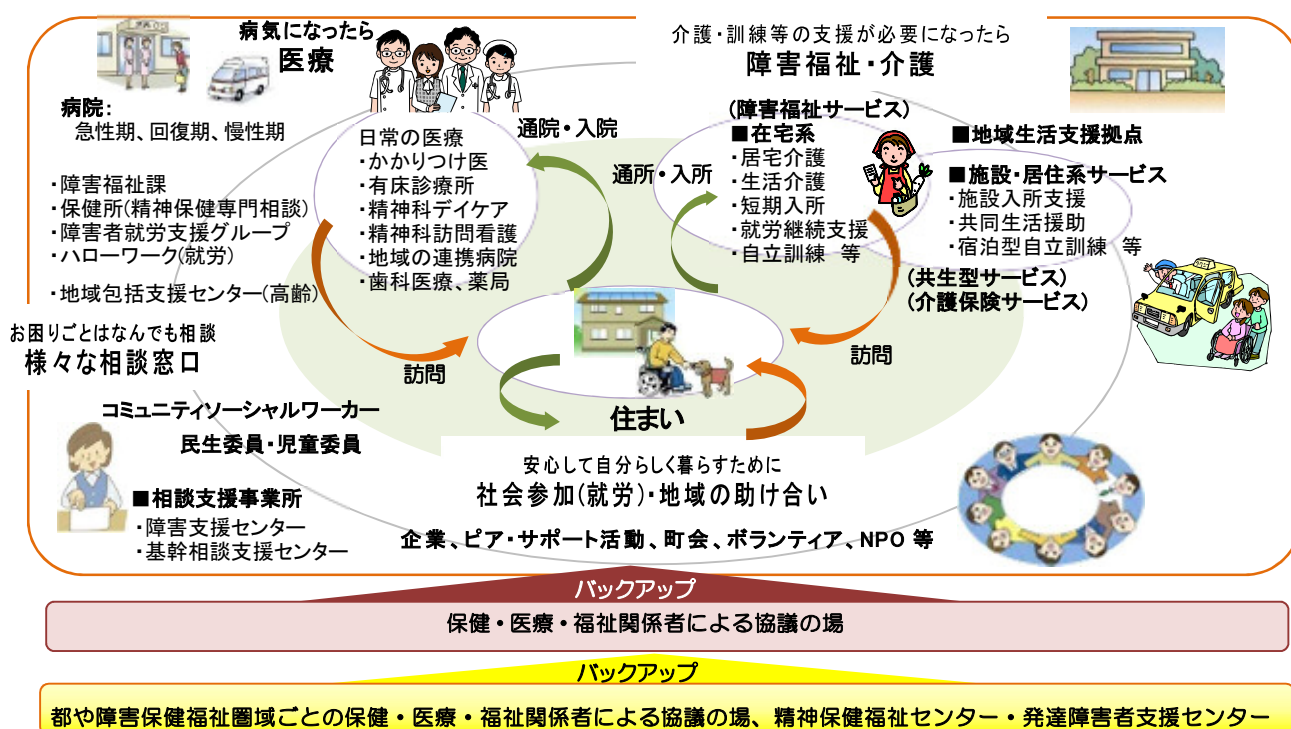 病気になったら
医療
病院：
急性期、回復期、慢性期
・障害福祉課
・保健所(精神保健専門相談)
・障害者就労支援グループ
・ハローワーク(就労)
・地域包括支援センター(高齢)
お困りごとはなんでも相談
様々な相談窓口
コミュニティソーシャルワーカー
民生委員・児童委員
■相談支援事業所
・障害支援センター
・基幹相談支援センター
日常の医療
・かかりつけ医
・有床診療所
・精神科デイケア
・精神科訪問看護
・地域の連携病院
・歯科医療、薬局
通院・入院
訪問
介護・訓練等の支援が必要になったら
障害福祉・介護
(障害福祉サービス)
■在宅系
・居宅介護
・生活介護
・短期入所
・就労継続支援
・自立訓練 等
通所・入所
■地域生活支援拠点
■施設・居住系サービス
・施設入所支援
・共同生活援助
・宿泊型自立訓練 等
(共生型サービス)
(介護保険サービス)
訪問
住まい
安心して自分らしく暮らすために
社会参加(就労)・地域の助け合い
企業、ピア・サポート活動、町会、ボランティア、NPO 等
バックアップ
保健・医療・福祉関係者による協議の場
バックアップ
都や障害保健福祉圏域ごとの保健・医療・福祉関係者による協議の場、精神保健福祉センター・発達障害者支援センター